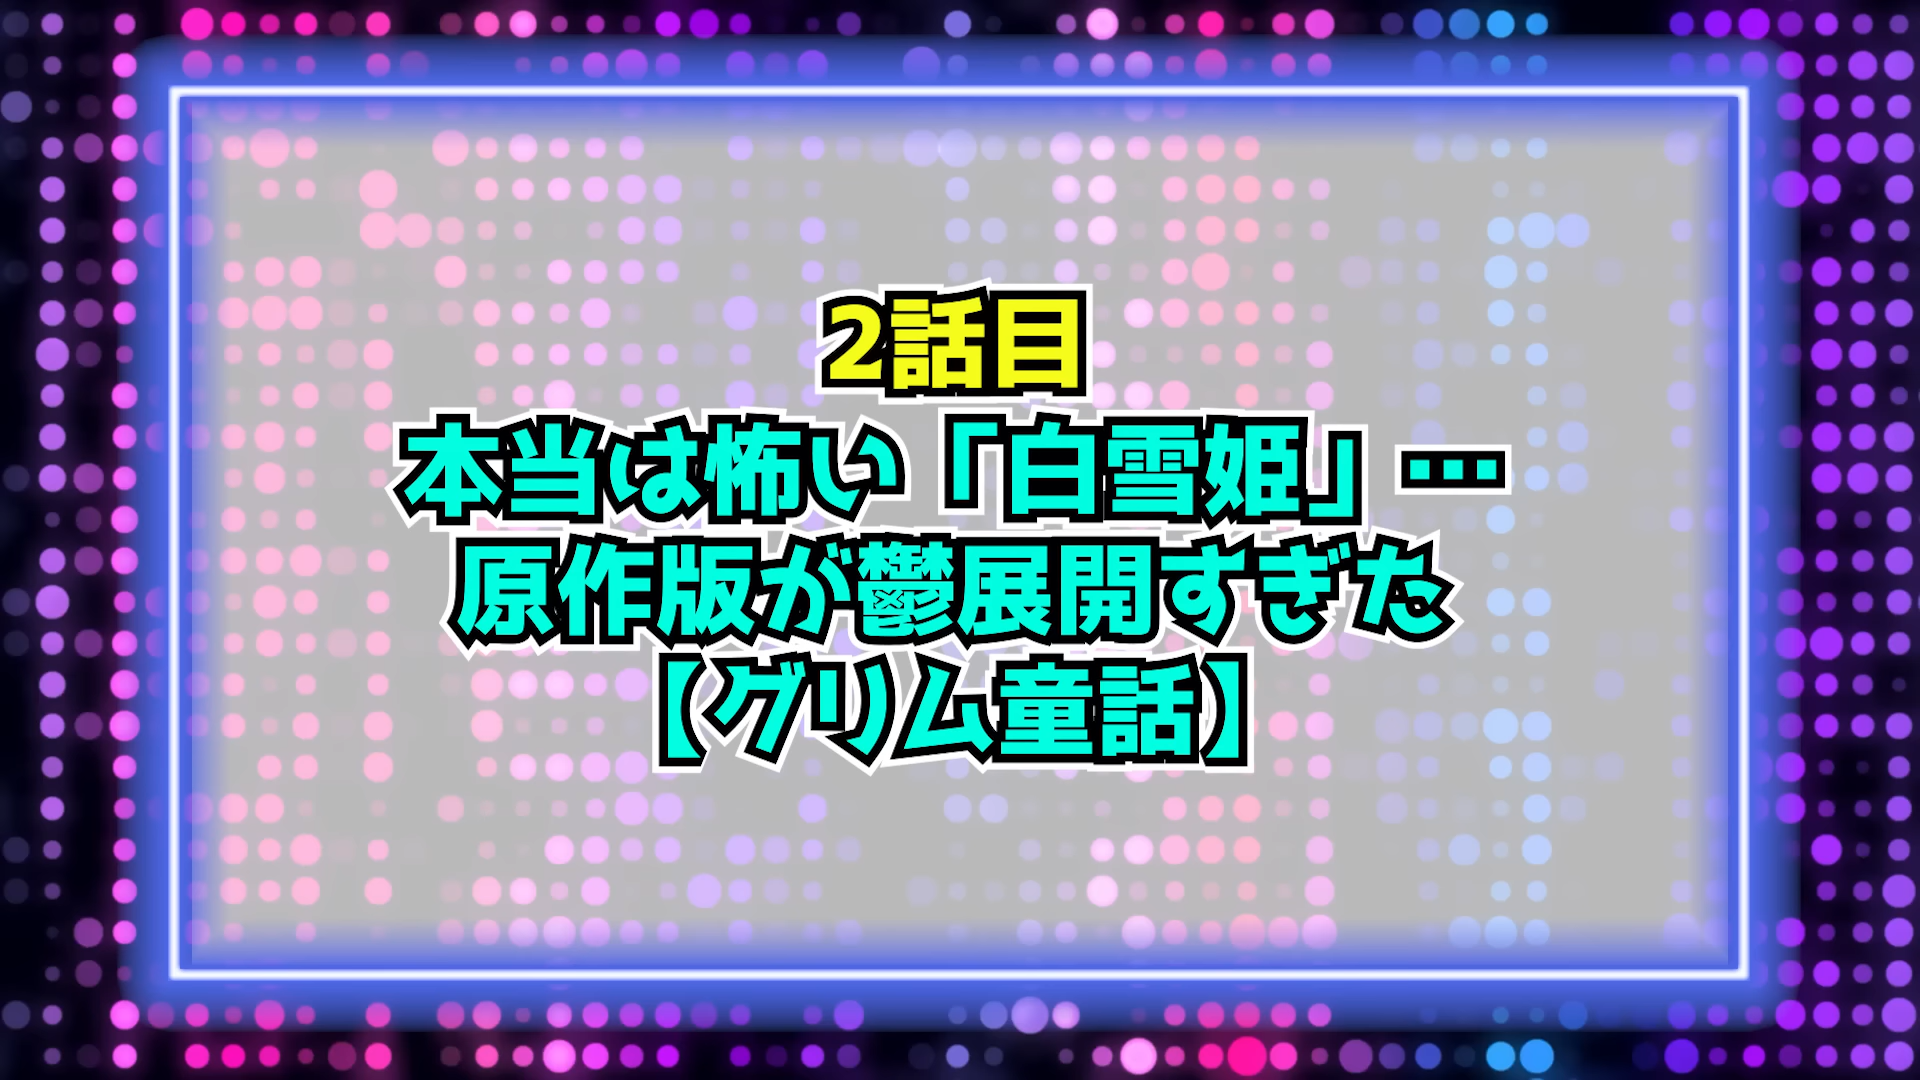 2話目
本当は怖い「白雪姫」…
原作版が鬱展開すぎた
【グリム童話】